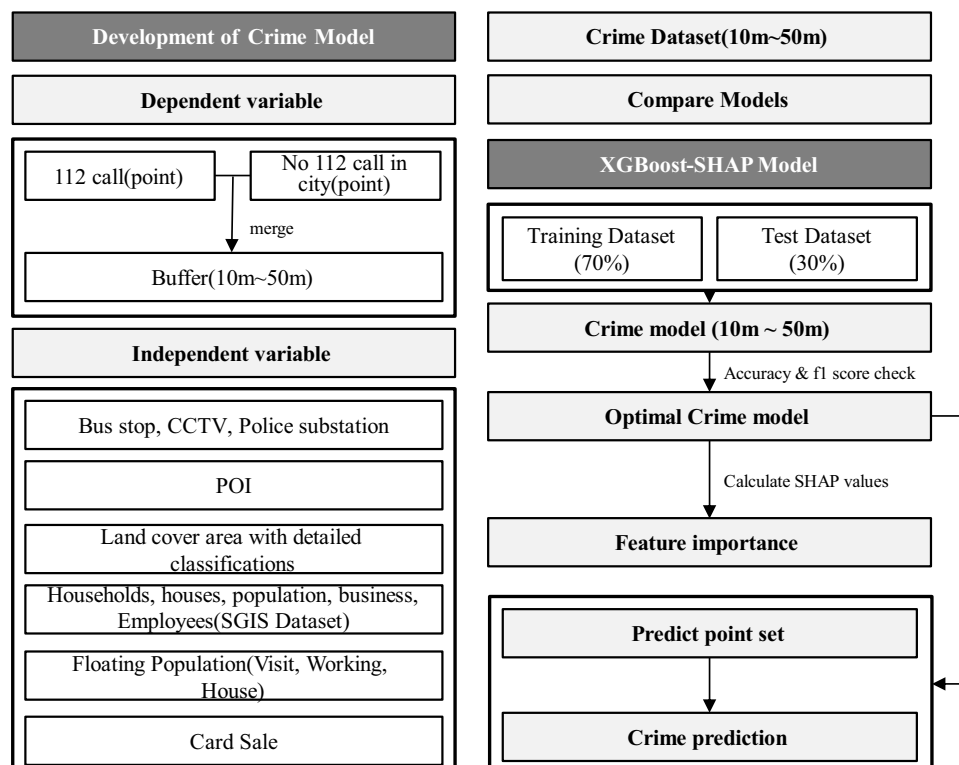 Development of Crime Model
Dependent variable
112 call(point)
No 112 call in
city(point)
merge
Buffer(10m~50m)
Independent variable
Bus stop, CCTV, Police substation
POI
Land cover area with detailed
classifications
Households, houses, population, business,
Employees(SGIS Dataset)
Floating Population(Visit, Working,
House)
Card Sale
Crime Dataset(10m~50m)
Compare Models
XGBoost-SHAP Model
Training Dataset
(70%)
Test Dataset
(30%)
Crime model (10m ~ 50m)
Accuracy & f1 score check
Optimal Crime model
Calculate SHAP values
Feature importance
Predict point set
Crime prediction